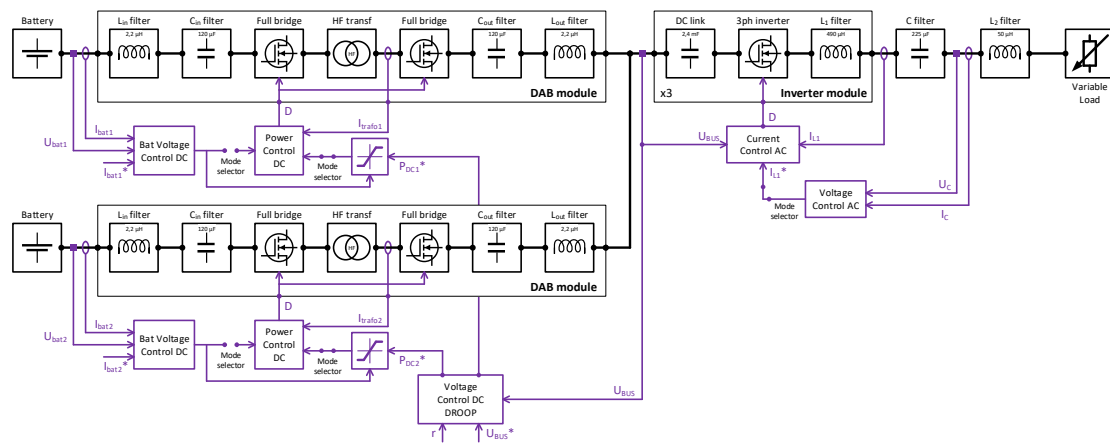 Battery
Lin filter
Cin filter
Full bridge
HF transf
Full bridge
Cout filter
Lout filter
DC link
3ph inverter
L1 filter
C filter
L2 filter
2,2 µH
120 µF
HF
120 µF
2,2 µH
2,4 mF
490 µH
225 µF
50 µH
DAB module
x3
Inverter module
Variable
Load
D
D
Ibat1
Ubat1
Ibat1*
Bat Voltage
Control DC
Mode
selector
Power
Control
DC
Itrafo1
Mode
selector
PDC1*
UBUS
Current
Control AC
IL1
IL1*
Mode
selector
Voltage
Control AC
UC
IC
Battery
Lin filter
Cin filter
Full bridge
HF transf
Full bridge
Cout filter
Lout filter
2,2 µH
120 µF
HF
120 µF
2,2 µH
DAB module
D
Ibat2
Ubat2
Ibat2*
Bat Voltage
Control DC
Mode
selector
Power
Control
DC
Itrafo2
Mode
selector
PDC2*
Voltage
Control DC
DROOP
UBUS
r
UBUS*